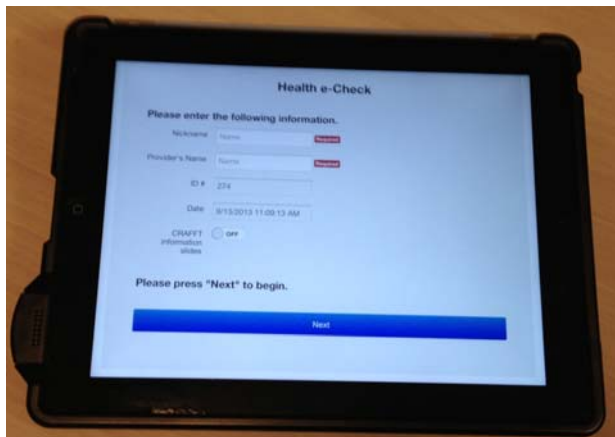 Health e-Check
Please enter the following information.
Nickname Name Required
Provider's Name Name Required
ID # 274
Date 9/13/2013 11:09:13 AM
CRAFFT
information
slides
OFF
Please press "Next" to begin.
Next